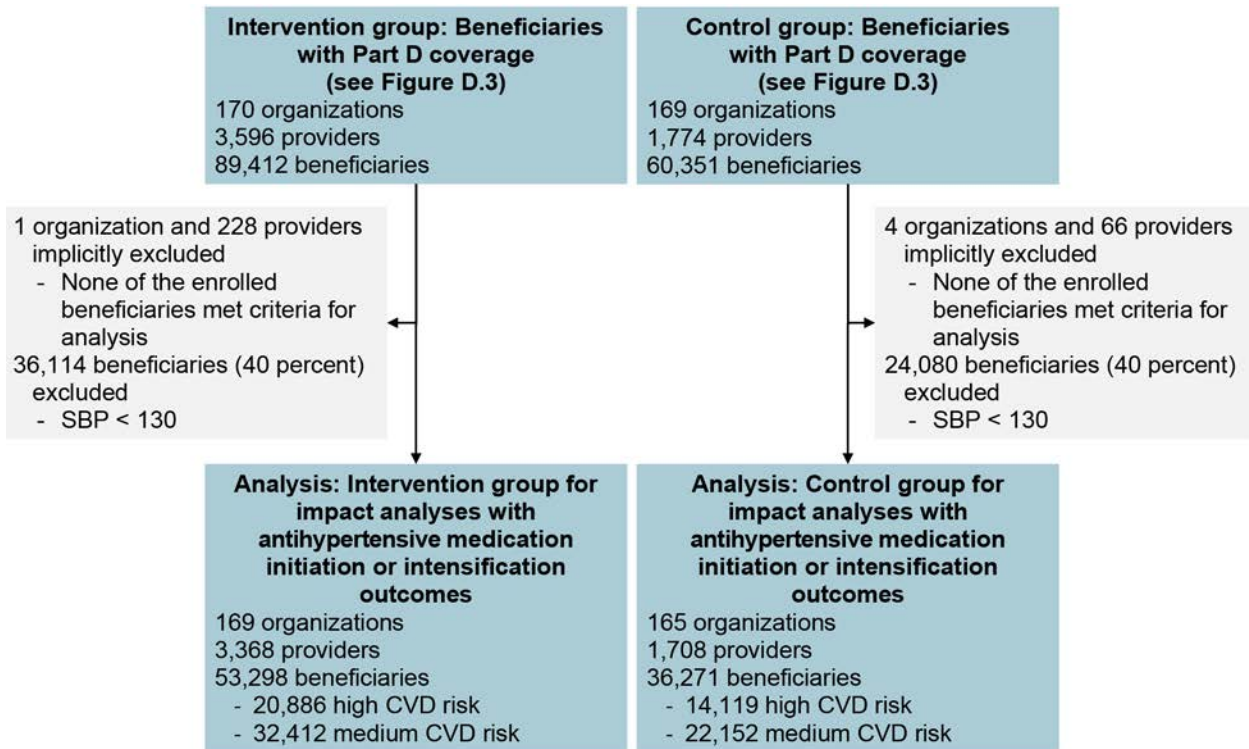 Intervention group: Beneficiaries
with Part D coverage
(see Figure D.3)
170 organizations
3,596 providers
89,412 beneficiaries
Control group: Beneficiaries
with Part D coverage
(see Figure D.3)
169 organizations
1,774 providers
60,351 beneficiaries
1 organization and 228 providers
implicitly excluded
- None of the enrolled
beneficiaries met criteria for
analysis
36,114 beneficiaries (40 percent)
excluded
- SBP < 130
4 organizations and 66 providers
implicitly excluded
- None of the enrolled
beneficiaries met criteria for
analysis
24,080 beneficiaries (40 percent)
excluded
- SBP < 130
Analysis: Intervention group for
impact analyses with
antihypertensive medication
initiation or intensification
outcomes
169 organizations
3,368 providers
53,298 beneficiaries
- 20,886 high CVD risk
- 32,412 medium CVD risk
Analysis: Control group for
impact analyses with
antihypertensive medication
initiation or intensification
outcomes
165 organizations
1,708 providers
36,271 beneficiaries
- 14,119 high CVD risk
- 22,152 medium CVD risk